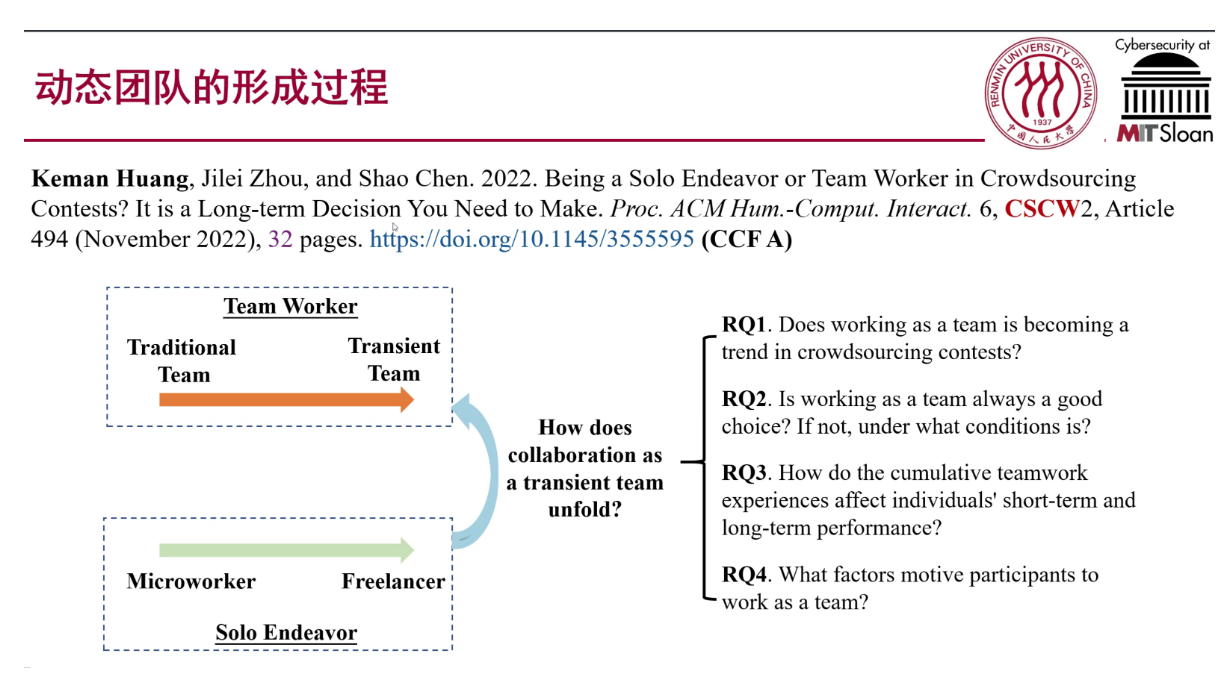 动态团队的形成过程
RENMIN UNIVERSITY OF CHINA
1937
中国人民大学
Cybersecurity at
MIT Sloan
Keman Huang, Jilei Zhou, and Shao Chen. 2022. Being a Solo Endeavor or Team Worker in Crowdsourcing
Contests? It is a Long-term Decision You Need to Make. Proc. ACM Hum.-Comput. Interact. 6, CSCW2, Article
494 (November 2022), 32 pages. https://doi.org/10.1145/3555595 (CCF A)
Team Worker
Traditional
Team
Transient
Team
Microworker
Freelancer
Solo Endeavor
How does
collaboration as
a transient team
unfold?
RQ1. Does working as a team is becoming a
trend in crowdsourcing contests?
RQ2. Is working as a team always a good
choice? If not, under what conditions is?
RQ3. How do the cumulative teamwork
experiences affect individuals' short-term and
long-term performance?
RQ4. What factors motive participants to
work as a team?